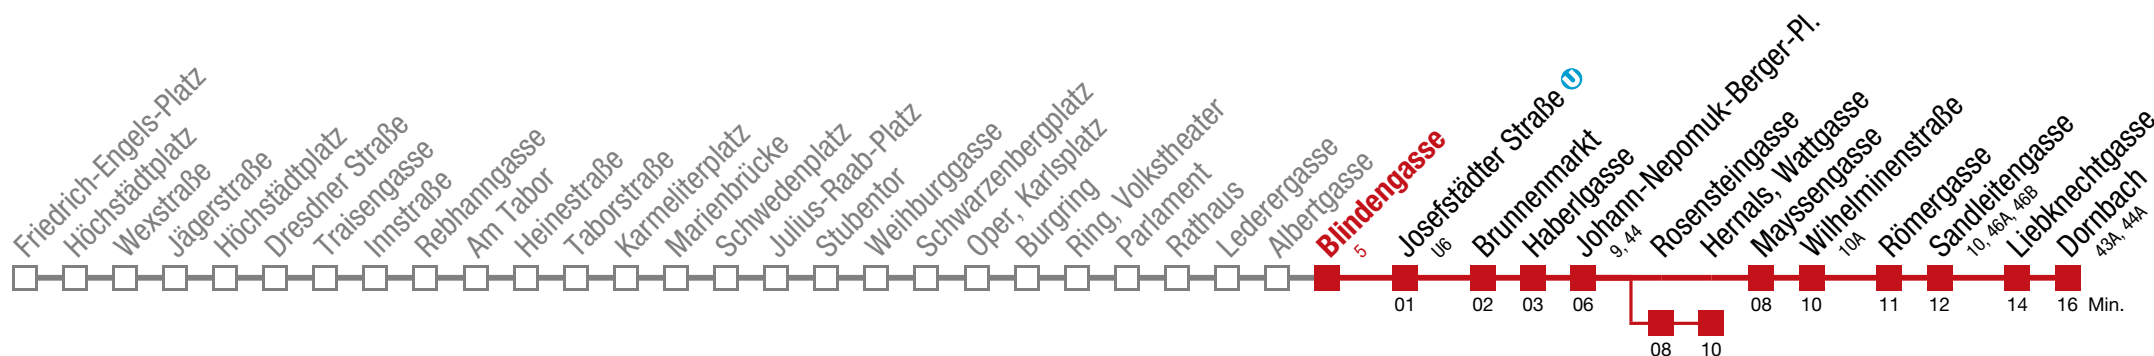 Friedrich-Engels-Platz
Höchstädtplatz
Wexstraße
Jägerstraße
Höchstädtplatz
Dresdner Straße
Traisengasse
Innstraße
Rebhanngasse
Am Tabor
Heinestraße
Taborstraße
Karmeliterplatz
Marienbrücke
Schwedenplatz
Julius-Raab-Platz
Stubentor
Weihburggasse
Schwarzenbergplatz
Oper, Karlsplatz
Burgring
Ring, Volkstheater
Parlament
Rathaus
Lederergasse
Albertgasse
Blindengasse
5
Josefstädter Straße U
U6
Brunnenmarkt
Haberlgasse
Johann-Nepomuk-Berger-Pl.
9, 44
Rosensteingasse
Hernals, Wattgasse
Mayssengasse
Wilhelminenstraße
10A
Römergasse
Sandleitengasse
10, 46A, 46B
Liebknechtgasse
Dornbach
43A, 44A
01 02 03 06 08 10 11 12 14 16 Min.
08 10